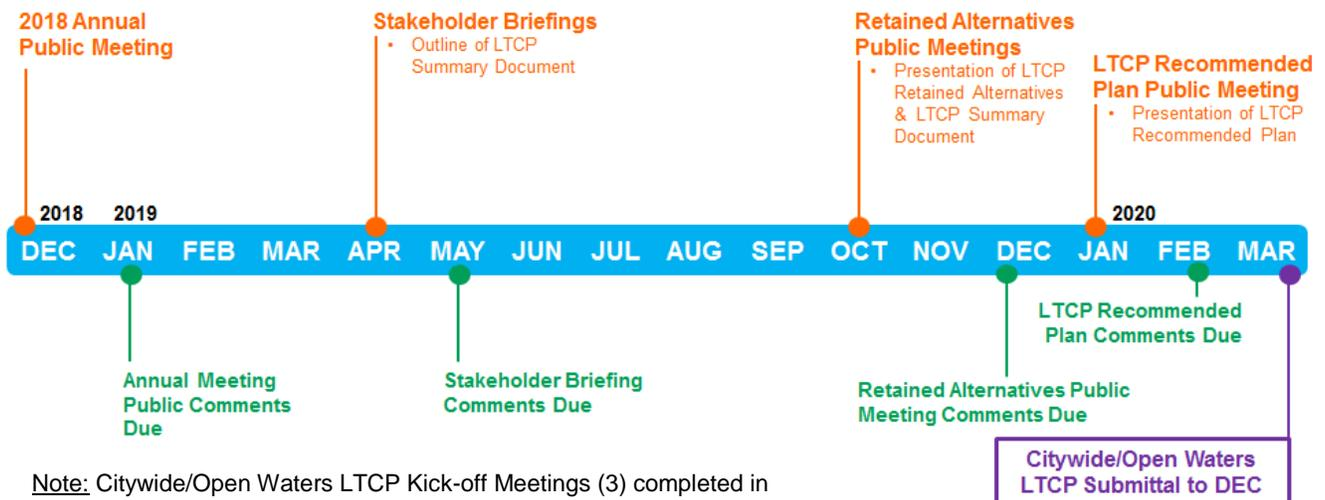 2018 Annual
Public Meeting
Stakeholder Briefings
• Outline of LTCP
Summary Document
Retained Alternatives
Public Meetings
• Presentation of LTCP
Retained Alternatives
& LTCP Summary
Document
LTCP Recommended
Plan Public Meeting
• Presentation of LTCP
Recommended Plan
2018 2019 2020
DEC JAN FEB MAR APR MAY JUN JUL AUG SEP OCT NOV DEC JAN FEB MAR
Annual Meeting
Public Comments
Due
Stakeholder Briefing
Comments Due
Retained Alternatives Public
Meeting Comments Due
LTCP Recommended
Plan Comments Due
Citywide/Open Waters
LTCP Submittal to DEC
Note: Citywide/Open Waters LTCP Kick-off Meetings (3) completed in